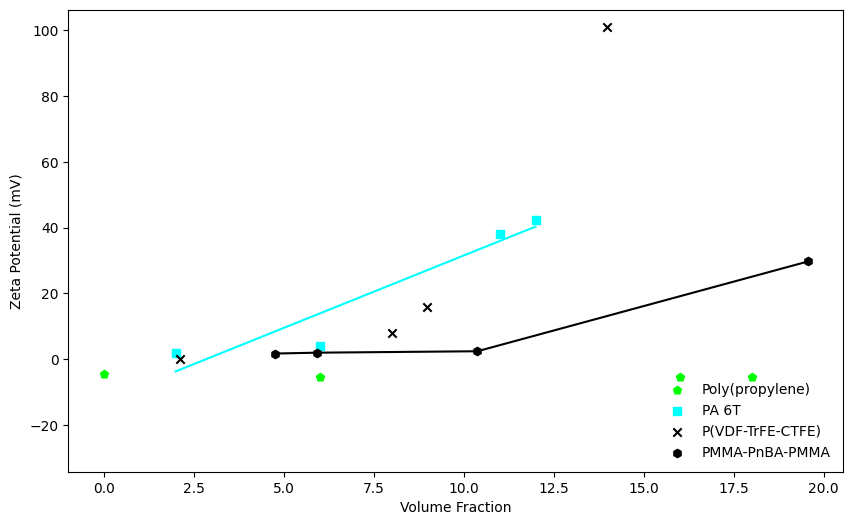 100
80
60
40
20
0
−20
Zeta Potential (mV)
0.0 2.5 5.0 7.5 10.0 12.5 15.0 17.5 20.0
Volume Fraction
Poly(propylene)
PA 6T
P(VDF-TrFE-CTFE)
PMMA-PnBA-PMMA